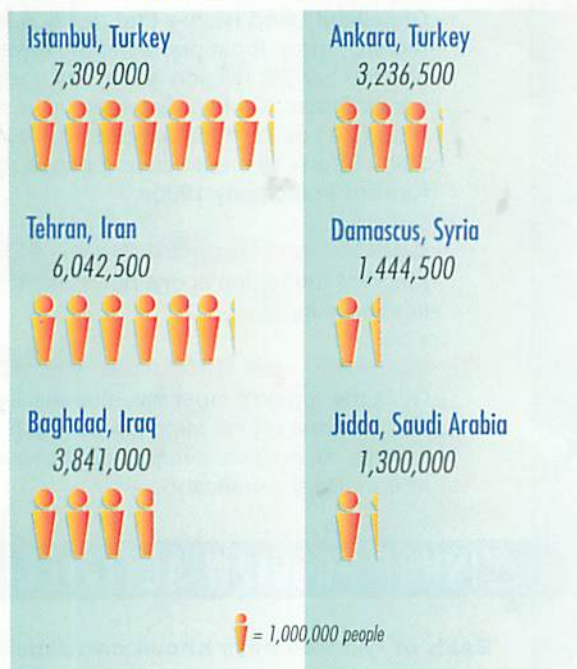 Istanbul, Turkey
7,309,000
Ankara, Turkey
3,236,500
Tehran, Iran
6,042,500
Damascus, Syria
1,444,500
Baghdad, Iraq
3,841,000
Jidda, Saudi Arabia
1,300,000
= 1,000,000 people